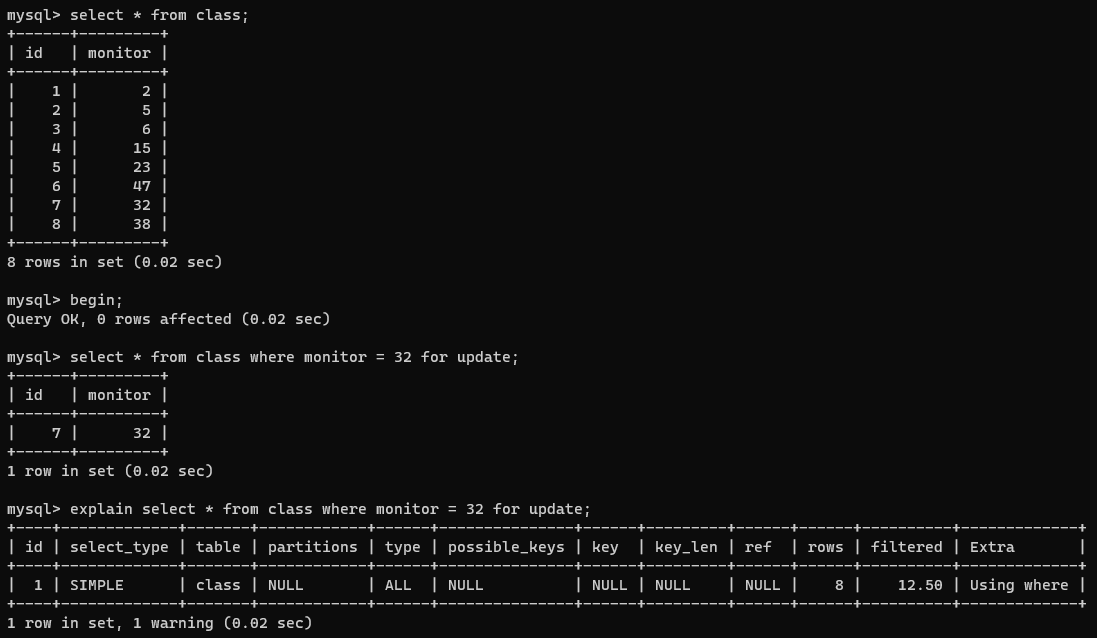 mysql> select * from class;
+------+---------+
| id   | monitor |
+------+---------+
|    1 |       2 |
|    2 |       5 |
|    3 |       6 |
|    4 |      15 |
|    5 |      23 |
|    6 |      47 |
|    7 |      32 |
|    8 |      38 |
+------+---------+
8 rows in set (0.02 sec)

mysql> begin;
Query OK, 0 rows affected (0.02 sec)

mysql> select * from class where monitor = 32 for update;
+------+---------+
| id   | monitor |
+------+---------+
|    7 |      32 |
+------+---------+
1 row in set (0.02 sec)

mysql> explain select * from class where monitor = 32 for update;
+----+-------------+-------+------------+------+---------------+------+---------+------+------+----------+-------------+
| id | select_type | table | partitions | type | possible_keys | key  | key_len | ref  | rows | filtered | Extra       |
+----+-------------+-------+------------+------+---------------+------+---------+------+------+----------+-------------+
|  1 | SIMPLE      | class | NULL       | ALL  | NULL          | NULL | NULL    | NULL |    8 |    12.50 | Using where |
+----+-------------+-------+------------+------+---------------+------+---------+------+------+----------+-------------+
1 row in set, 1 warning (0.02 sec)